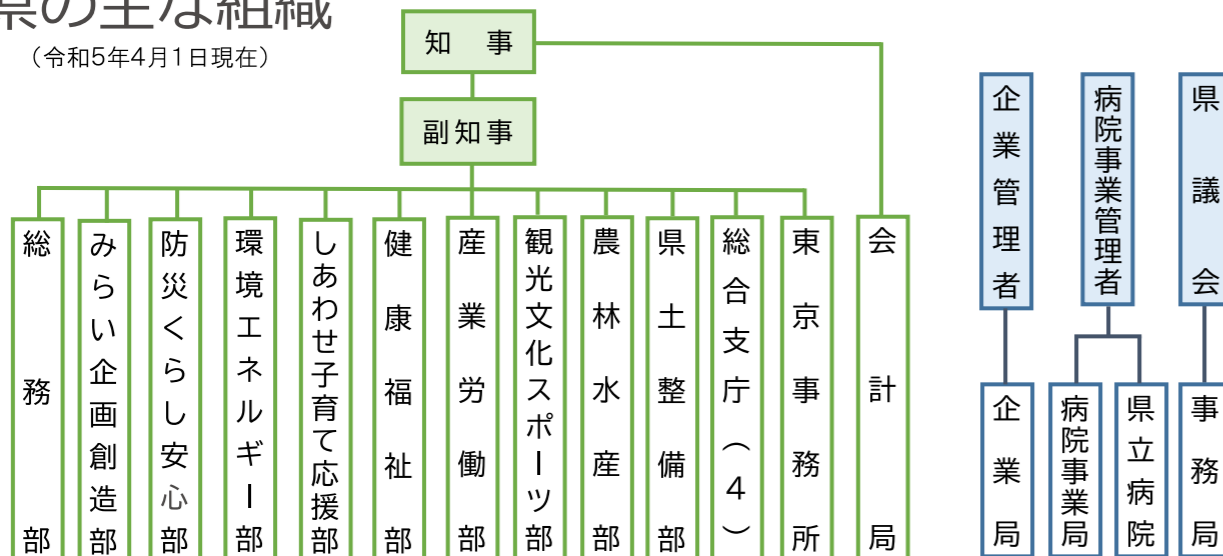 県の主な組織
（令和5年4月1日現在）
知　事
副知事
総務部
みらい企画創造部
防災くらし安心部
環境エネルギー部
しあわせ子育て応援部
健康福祉部
産業労働部
観光文化スポーツ部
農林水産部
県土整備部
総合支庁（4）
東京事務所
会計局
企業管理者
病院事業管理者
県議会
企業局
病院事業局
県立病院
事務局